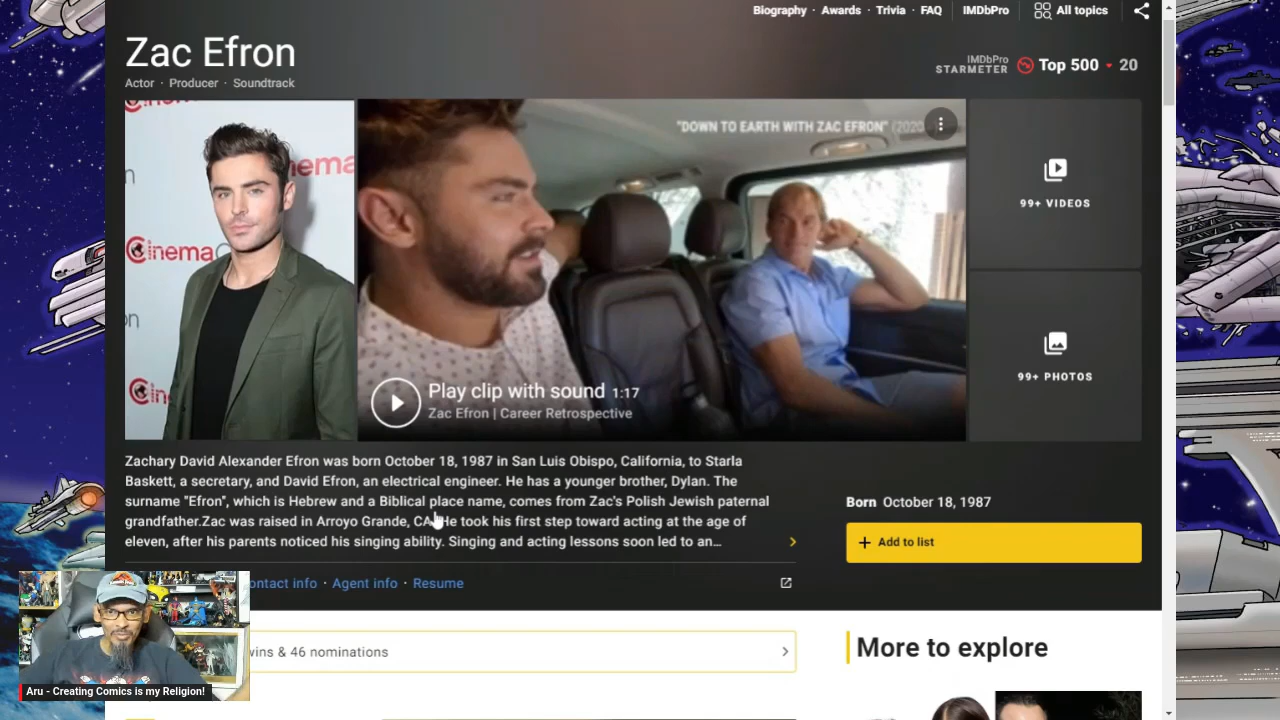 Biography · Awards · Trivia · FAQ IMDbPro All topics
Zac Efron
Actor · Producer · Soundtrack
IMDbPro
STARMETER
Top 500 20
"DOWN TO EARTH WITH ZAC EFRON" (2020
99+ VIDEOS
Play clip with sound 1:17
Zac Efron | Career Retrospective
99+ PHOTOS
Zachary David Alexander Efron was born October 18, 1987 in San Luis Obispo, California, to Starla
Baskett, a secretary, and David Efron, an electrical engineer. He has a younger brother, Dylan. The
surname "Efron", which is Hebrew and a Biblical place name, comes from Zac's Polish Jewish paternal
grandfather.Zac was raised in Arroyo Grande, CA. He took his first step toward acting at the age of
eleven, after his parents noticed his singing ability. Singing and acting lessons soon led to an...
Born October 18, 1987
+ Add to list
ontact info · Agent info · Resume
wins & 46 nominations
More to explore
Aru - Creating Comics is my Religion!